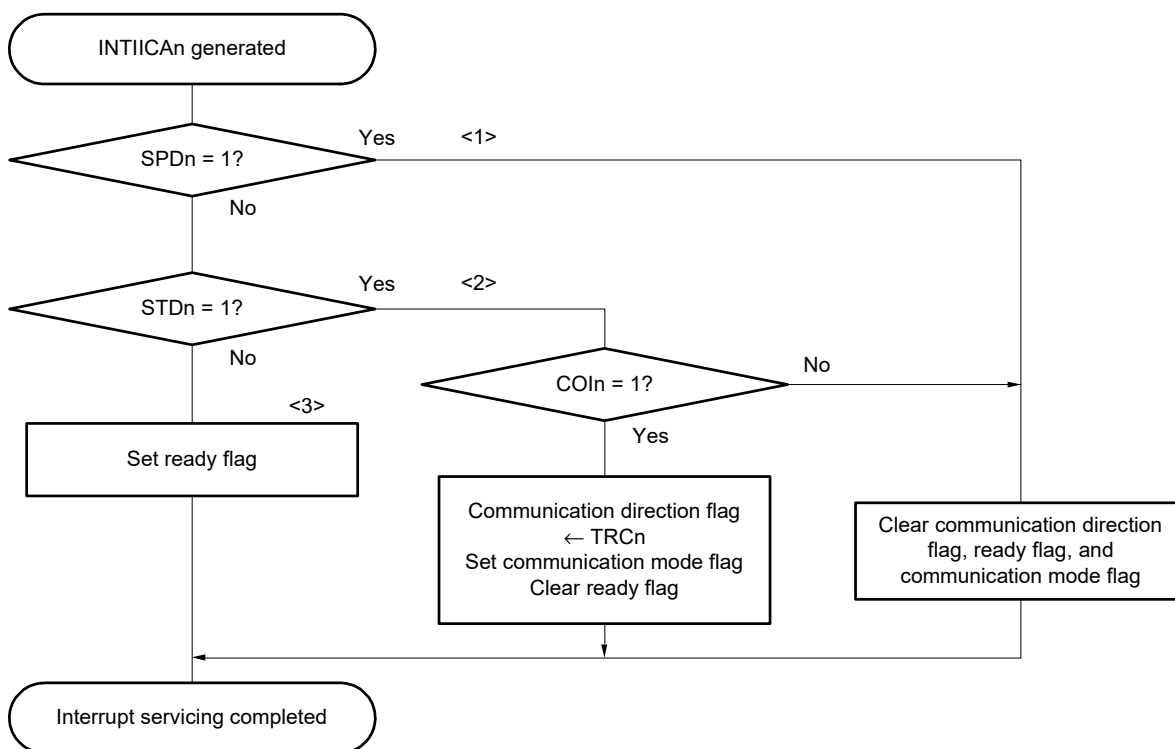 INTIICAn generated
Yes
<1>
SPDn = 1?
No
Yes
<2>
STDn = 1?
No
COIn = 1?
No
<3>
Yes
Set ready flag
Communication direction flag
← TRCn
Set communication mode flag
Clear ready flag
Clear communication direction
flag, ready flag, and
communication mode flag
Interrupt servicing completed